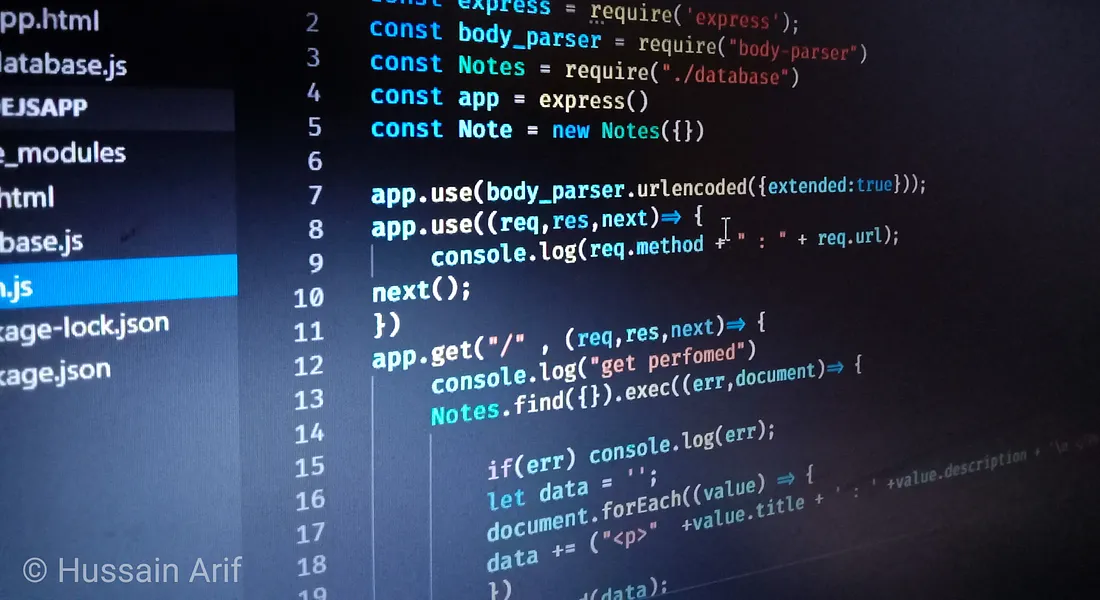 pp.html
atabase.js
EJSAPP
e_modules
html
base.js
.js
kage-lock.json
kage.json
const express = require('express');
2 const body_parser = require("body-parser")
3 const Notes = require("./database")
4 const app = express()
5 const Note = new Notes({})
6
7 app.use(body_parser.urlencoded({extended:true}));
8 app.use((req,res,next)=> {
9 console.log(req.method + " : " + req.url);
10 next();
11 })
12 app.get("/" , (req,res,next)=> {
13 console.log("get perfomed")
14 Notes.find({}).exec((err,document)=> {
15 if(err) console.log(err);
16 let data = '';
17 document.forEach((value) => {
18 data += ("<p>" +value.title + ' : ' +value.description + '\n
19 })
(data);
© Hussain Arif